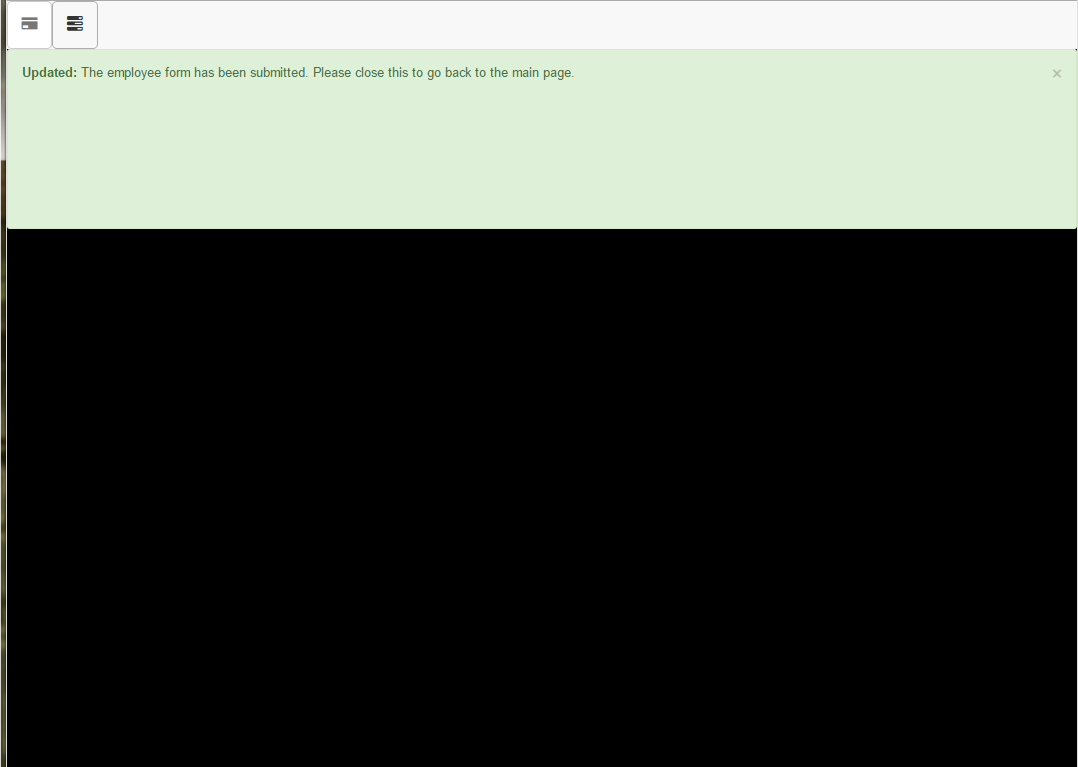 Updated: The employee form has been submitted. Please close this to go back to the main page.
×